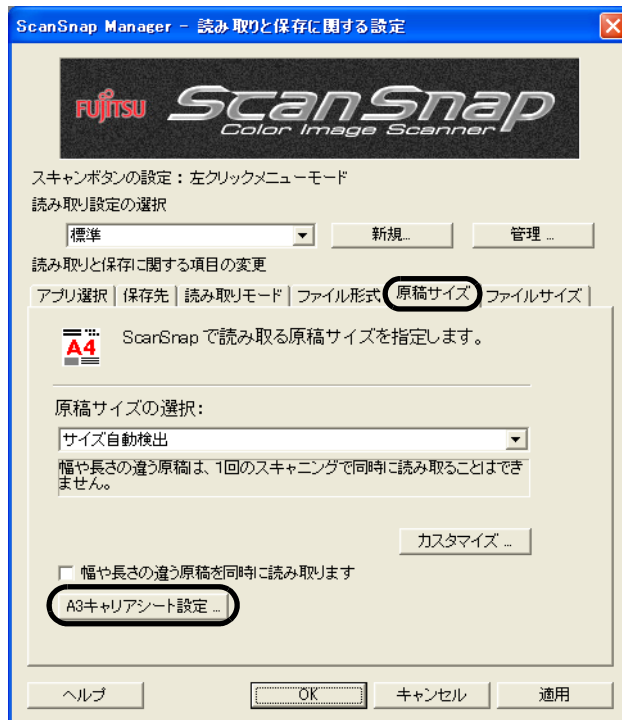 ScanSnap Manager - 読み取りと保存に関する設定
FUJITSU ScanSnap
Color Image Scanner
スキャンボタンの設定：左クリックメニューモード
読み取り設定の選択
標準 新規... 管理 ...
読み取りと保存に関する項目の変更
アプリ選択 保存先 読み取りモード ファイル形式 原稿サイズ ファイルサイズ
A4 ScanSnap で読み取る原稿サイズを指定します。
原稿サイズの選択：
サイズ自動検出
幅や長さの違う原稿は、1回のスキャニングで同時に読み取ることはでき
ません。
カスタマイズ ...
幅や長さの違う原稿を同時に読み取ります
A3キャリアシート設定 ...
ヘルプ OK キャンセル 適用